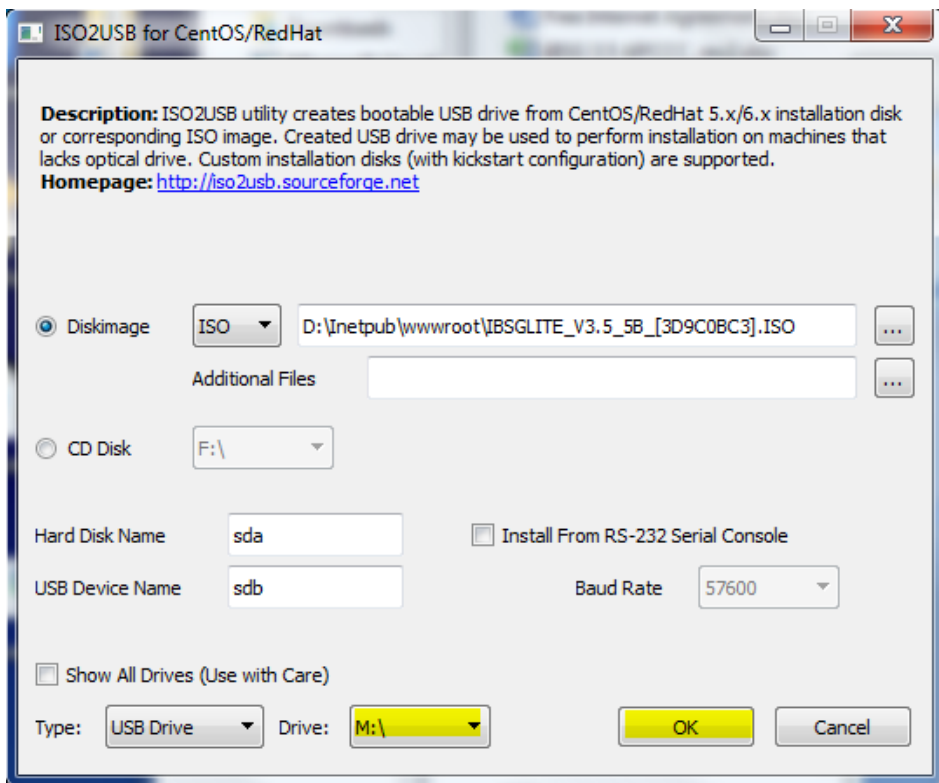 ISO2USB for CentOS/RedHat
Description: ISO2USB utility creates bootable USB drive from CentOS/RedHat 5.x/6.x installation disk
or corresponding ISO image. Created USB drive may be used to perform installation on machines that
lacks optical drive. Custom installation disks (with kickstart configuration) are supported.
Homepage: http://iso2usb.sourceforge.net
Diskimage ISO D:\Inetpub\wwwroot\IBSGLITE_V3.5_5B_[3D9C0BC3].ISO ...
Additional Files ...
CD Disk F:\
Hard Disk Name sda Install From RS-232 Serial Console
USB Device Name sdb Baud Rate 57600
Show All Drives (Use with Care)
Type: USB Drive Drive: M:\ OK Cancel